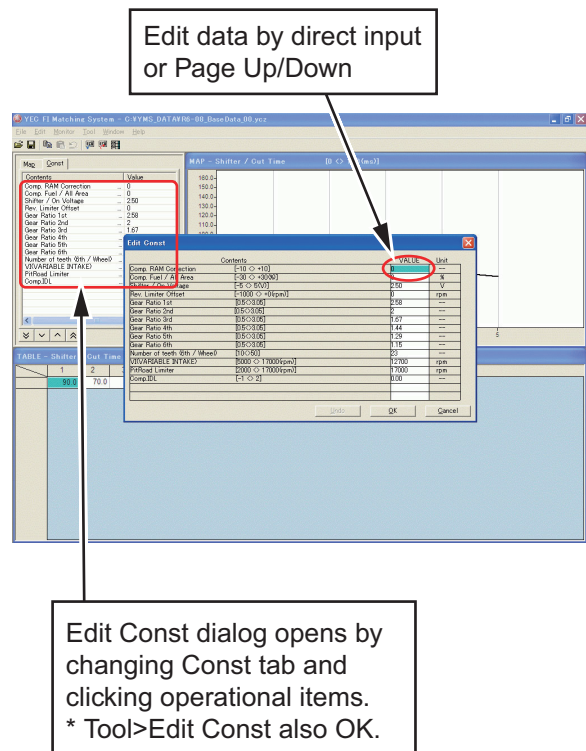 Edit data by direct input
or Page Up/Down
YEC FI Matching System - C:¥YMS_DATA¥R6-08_BaseData_00.ycz
File Edit Monitor Tool Window Help
Map Const
Contents Value
Comp. RAM Correction ... 0
Comp. Fuel / All Area ... 0
Shifter / On Voltage ... 2.50
Rev. Limiter Offset ... 0
Gear Ratio 1st ... 2.58
Gear Ratio 2nd ... 2
Gear Ratio 3rd ... 1.67
Gear Ratio 4th
Gear Ratio 5th
Gear Ratio 6th
Number of teeth (6th / Wheel)
VI(VARIABLE INTAKE)
PitRoad Limiter
Comp.IDL
MAP - Shifter / Cut Time
160.0
150.0
140.0
130.0
120.0
110.0
Edit Const
Contents VALUE Unit
Comp. RAM Correction [-10 <> +10] 0 ---
Comp. Fuel / All Area [-30 <> +30(%)] 0 %
Shifter / On Voltage [-5 <> 5(V)] 2.50 V
Rev. Limiter Offset [-1000 <> +0(rpm)] 0 rpm
Gear Ratio 1st [0.5<>3.05] 2.58 ---
Gear Ratio 2nd [0.5<>3.05] 2 ---
Gear Ratio 3rd [0.5<>3.05] 1.67 ---
Gear Ratio 4th [0.5<>3.05] 1.44 ---
Gear Ratio 5th [0.5<>3.05] 1.29 ---
Gear Ratio 6th [0.5<>3.05] 1.15 ---
Number of teeth (6th / Wheel) [10<>50] 23 ---
VI(VARIABLE INTAKE) [5000 <> 17000(rpm)] 12700 rpm
PitRoad Limiter [2000 <> 17000(rpm)] 17000 rpm
Comp.IDL [-1 <> 2] 0.00 ---
Undo OK Cancel
5
TABLE - Shifter / Cut Time
1 2
90.0 70.0
Edit Const dialog opens by
changing Const tab and
clicking operational items.
* Tool>Edit Const also OK.